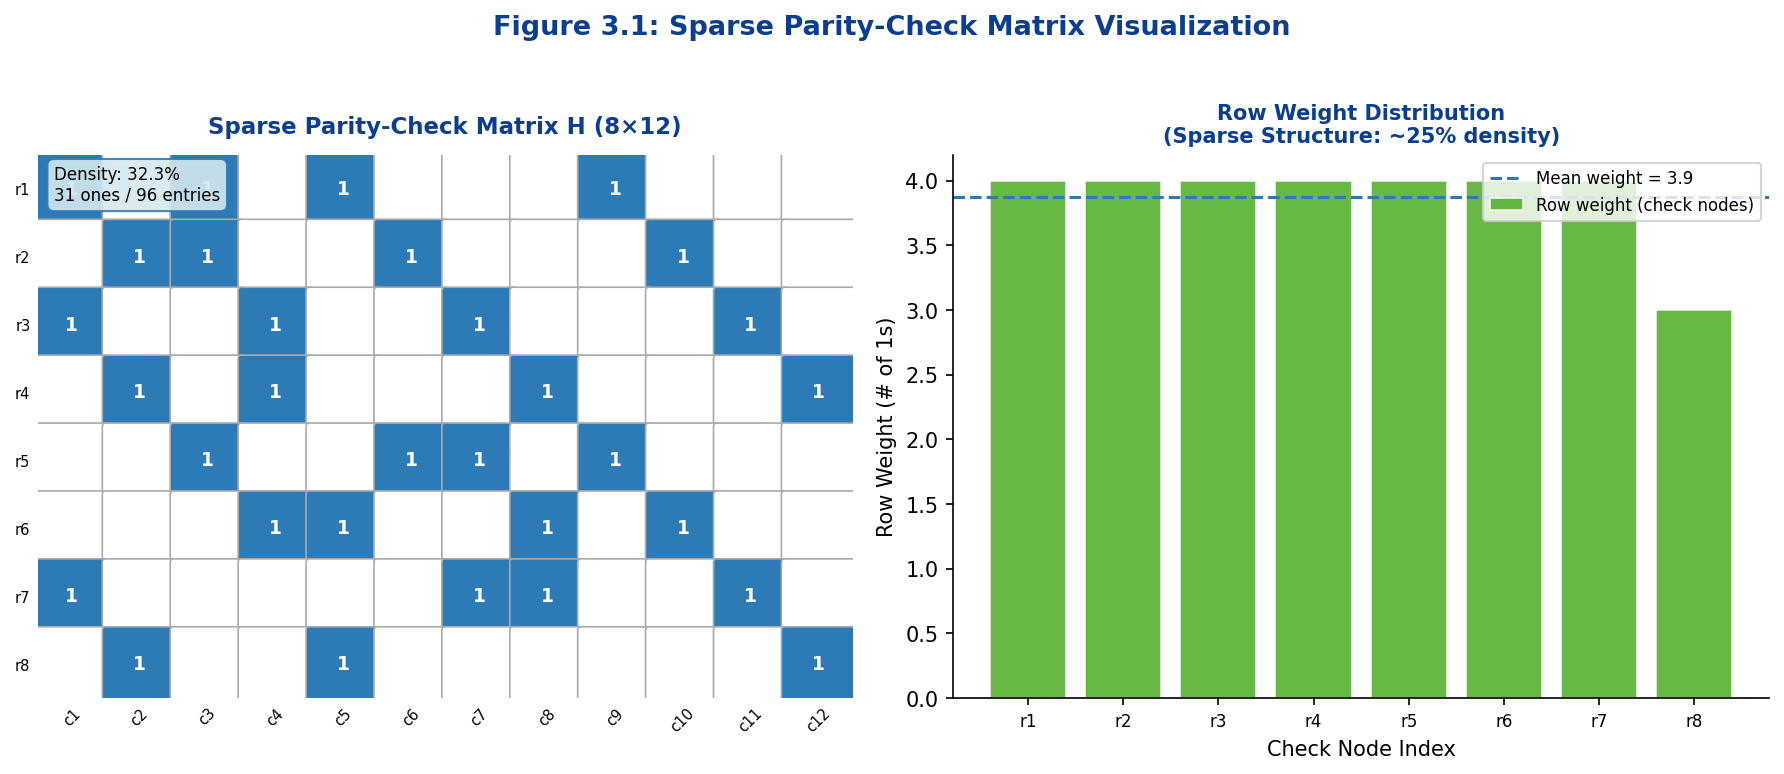 Figure 3.1: Sparse Parity-Check Matrix Visualization
Sparse Parity-Check Matrix H (8×12)
Density: 32.3%
31 ones / 96 entries
r1 1 1
r2 1 1 1 1
r3 1 1 1 1
r4 1 1 1 1
r5 1 1 1 1
r6 1 1 1 1
r7 1 1 1 1
r8 1 1 1
c1 c2 c3 c4 c5 c6 c7 c8 c9 c10 c11 c12
Row Weight Distribution
(Sparse Structure: ~25% density)
Mean weight = 3.9
Row weight (check nodes)
Row Weight (# of 1s)
4.0
3.5
3.0
2.5
2.0
1.5
1.0
0.5
0.0
r1 r2 r3 r4 r5 r6 r7 r8
Check Node Index